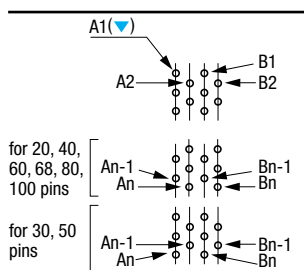 A1(▼)
B1
A2
B2
for 20, 40,
60, 68, 80,
100 pins
An-1
Bn-1
An
Bn
for 30, 50
pins
An-1
Bn-1
An
Bn